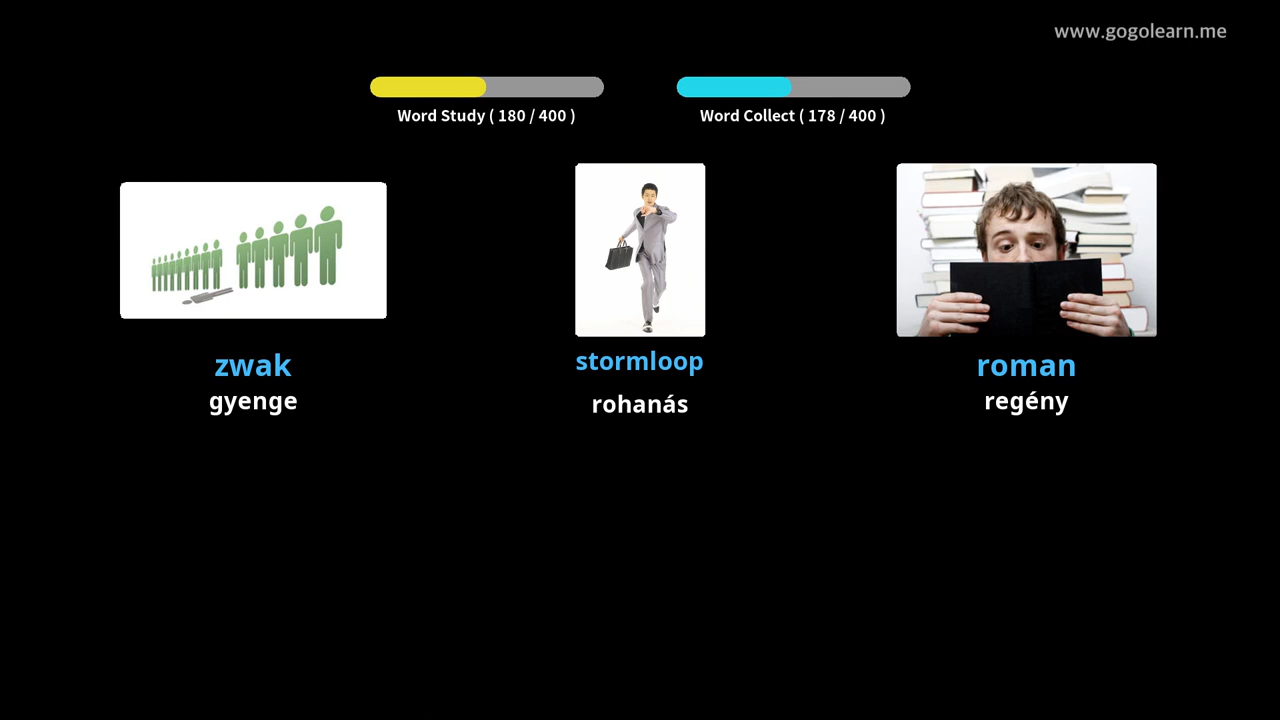 www.gogolearn.me
Word Study ( 180 / 400 )
Word Collect ( 178 / 400 )
zwak
gyenge
stormloop
rohanás
roman
regény